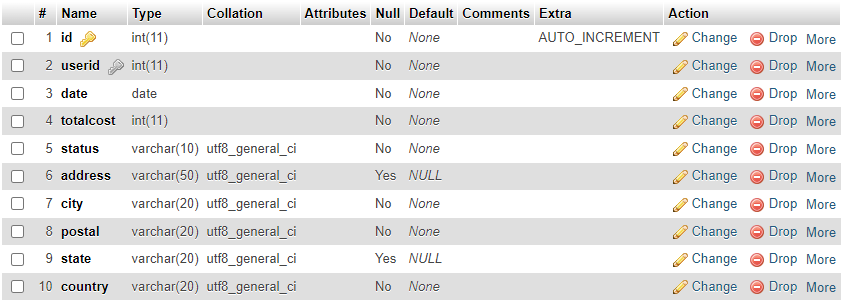 # Name Type Collation Attributes Null Default Comments Extra Action
1 id int(11) No None AUTO_INCREMENT Change Drop More
2 userid int(11) No None Change Drop More
3 date date No None Change Drop More
4 totalcost int(11) No None Change Drop More
5 status varchar(10) utf8_general_ci No None Change Drop More
6 address varchar(50) utf8_general_ci Yes NULL Change Drop More
7 city varchar(20) utf8_general_ci No None Change Drop More
8 postal varchar(20) utf8_general_ci No None Change Drop More
9 state varchar(20) utf8_general_ci Yes NULL Change Drop More
10 country varchar(20) utf8_general_ci No None Change Drop More